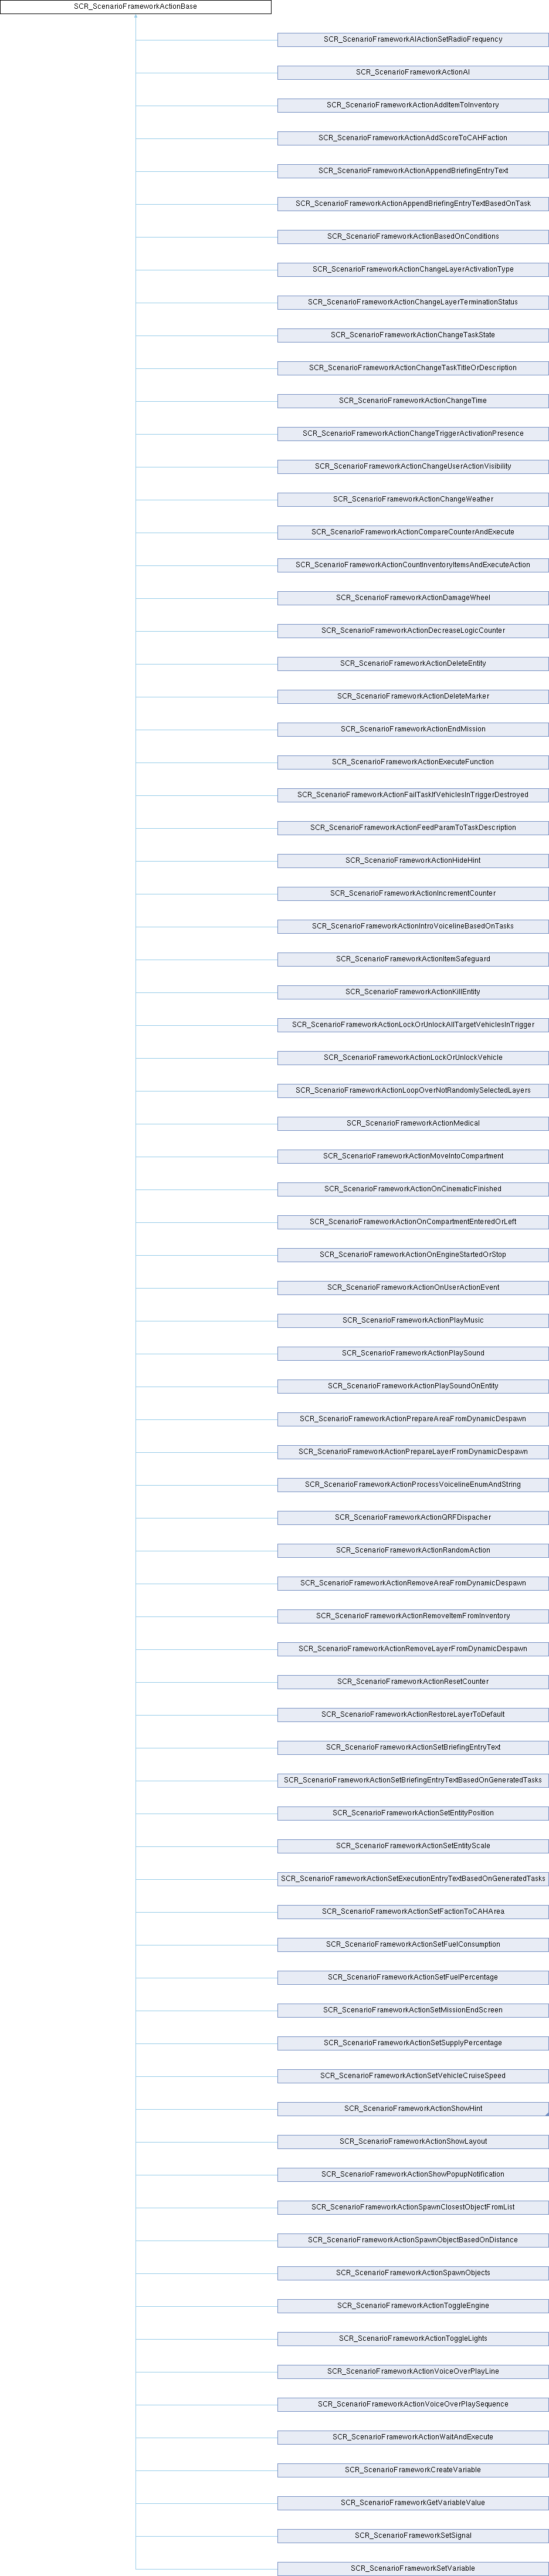 SCR_ScenarioFrameworkActionBase
SCR_ScenarioFrameworkAIActionSetRadioFrequency
SCR_ScenarioFrameworkActionAI
SCR_ScenarioFrameworkActionAddItemToInventory
SCR_ScenarioFrameworkActionAddScoreToCAHFaction
SCR_ScenarioFrameworkActionAppendBriefingEntryText
SCR_ScenarioFrameworkActionAppendBriefingEntryTextBasedOnTask
SCR_ScenarioFrameworkActionBasedOnConditions
SCR_ScenarioFrameworkActionChangeLayerActivationType
SCR_ScenarioFrameworkActionChangeLayerTerminationStatus
SCR_ScenarioFrameworkActionChangeTaskState
SCR_ScenarioFrameworkActionChangeTaskTitleOrDescription
SCR_ScenarioFrameworkActionChangeTime
SCR_ScenarioFrameworkActionChangeTriggerActivationPresence
SCR_ScenarioFrameworkActionChangeUserActionVisibility
SCR_ScenarioFrameworkActionChangeWeather
SCR_ScenarioFrameworkActionCompareCounterAndExecute
SCR_ScenarioFrameworkActionCountInventoryItemsAndExecuteAction
SCR_ScenarioFrameworkActionDamageWheel
SCR_ScenarioFrameworkActionDecreaseLogicCounter
SCR_ScenarioFrameworkActionDeleteEntity
SCR_ScenarioFrameworkActionDeleteMarker
SCR_ScenarioFrameworkActionEndMission
SCR_ScenarioFrameworkActionExecuteFunction
SCR_ScenarioFrameworkActionFailTaskIfVehiclesInTriggerDestroyed
SCR_ScenarioFrameworkActionFeedParamToTaskDescription
SCR_ScenarioFrameworkActionHideHint
SCR_ScenarioFrameworkActionIncrementCounter
SCR_ScenarioFrameworkActionIntroVoicelineBasedOnTasks
SCR_ScenarioFrameworkActionItemSafeguard
SCR_ScenarioFrameworkActionKillEntity
SCR_ScenarioFrameworkActionLockOrUnlockAllTargetVehiclesInTrigger
SCR_ScenarioFrameworkActionLockOrUnlockVehicle
SCR_ScenarioFrameworkActionLoopOverNotRandomlySelectedLayers
SCR_ScenarioFrameworkActionMedical
SCR_ScenarioFrameworkActionMoveIntoCompartment
SCR_ScenarioFrameworkActionOnCinematicFinished
SCR_ScenarioFrameworkActionOnCompartmentEnteredOrLeft
SCR_ScenarioFrameworkActionOnEngineStartedOrStop
SCR_ScenarioFrameworkActionOnUserActionEvent
SCR_ScenarioFrameworkActionPlayMusic
SCR_ScenarioFrameworkActionPlaySound
SCR_ScenarioFrameworkActionPlaySoundOnEntity
SCR_ScenarioFrameworkActionPrepareAreaFromDynamicDespawn
SCR_ScenarioFrameworkActionPrepareLayerFromDynamicDespawn
SCR_ScenarioFrameworkActionProcessVoicelineEnumAndString
SCR_ScenarioFrameworkActionQRFDispacher
SCR_ScenarioFrameworkActionRandomAction
SCR_ScenarioFrameworkActionRemoveAreaFromDynamicDespawn
SCR_ScenarioFrameworkActionRemoveItemFromInventory
SCR_ScenarioFrameworkActionRemoveLayerFromDynamicDespawn
SCR_ScenarioFrameworkActionResetCounter
SCR_ScenarioFrameworkActionRestoreLayerToDefault
SCR_ScenarioFrameworkActionSetBriefingEntryText
SCR_ScenarioFrameworkActionSetBriefingEntryTextBasedOnGeneratedTasks
SCR_ScenarioFrameworkActionSetEntityPosition
SCR_ScenarioFrameworkActionSetEntityScale
SCR_ScenarioFrameworkActionSetExecutionEntryTextBasedOnGeneratedTasks
SCR_ScenarioFrameworkActionSetFactionToCAHArea
SCR_ScenarioFrameworkActionSetFuelConsumption
SCR_ScenarioFrameworkActionSetFuelPercentage
SCR_ScenarioFrameworkActionSetMissionEndScreen
SCR_ScenarioFrameworkActionSetSupplyPercentage
SCR_ScenarioFrameworkActionSetVehicleCruiseSpeed
SCR_ScenarioFrameworkActionShowHint
SCR_ScenarioFrameworkActionShowLayout
SCR_ScenarioFrameworkActionShowPopupNotification
SCR_ScenarioFrameworkActionSpawnClosestObjectFromList
SCR_ScenarioFrameworkActionSpawnObjectBasedOnDistance
SCR_ScenarioFrameworkActionSpawnObjects
SCR_ScenarioFrameworkActionToggleEngine
SCR_ScenarioFrameworkActionToggleLights
SCR_ScenarioFrameworkActionVoiceOverPlayLine
SCR_ScenarioFrameworkActionVoiceOverPlaySequence
SCR_ScenarioFrameworkActionWaitAndExecute
SCR_ScenarioFrameworkCreateVariable
SCR_ScenarioFrameworkGetVariableValue
SCR_ScenarioFrameworkSetSignal
SCR_ScenarioFrameworkSetVariable